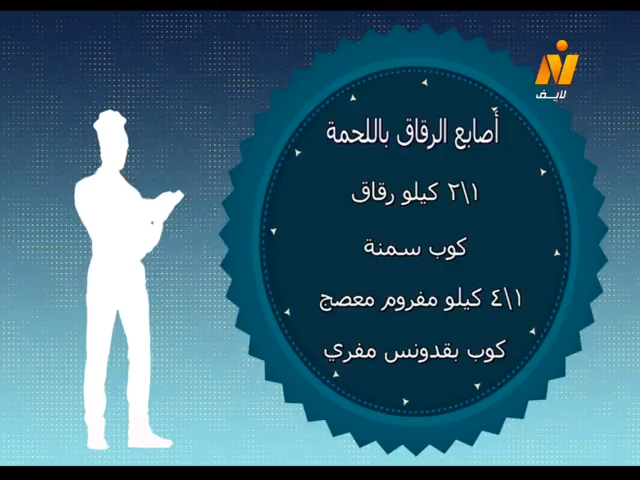 لايف
أصابع الرقاق باللحمة
١\٢ كيلو رقاق
كوب سمنة
١\٤ كيلو مفروم معصج
كوب بقدونس مفري